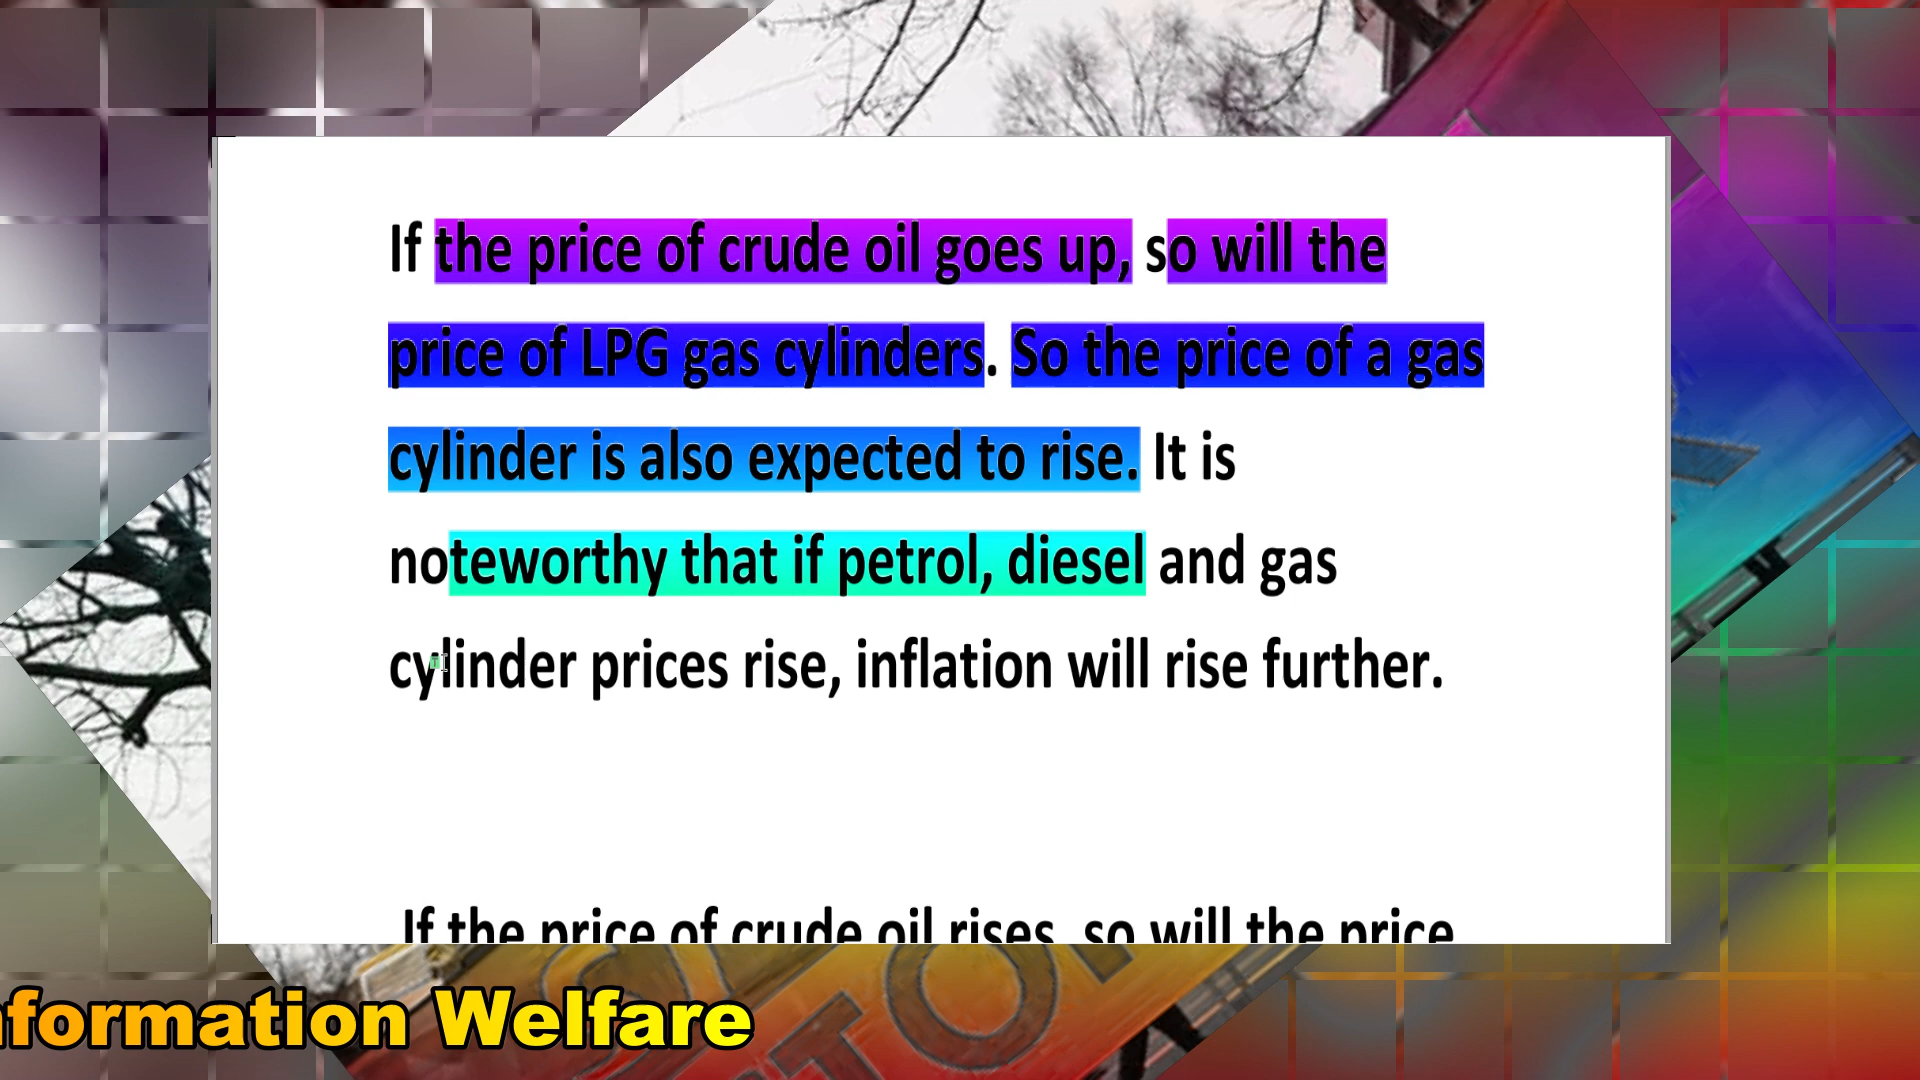 If the price of crude oil goes up, so will the
price of LPG gas cylinders. So the price of a gas
cylinder is also expected to rise. It is
noteworthy that if petrol, diesel and gas
cylinder prices rise, inflation will rise further.
If the price of crude oil rises, so will the price
nformation Welfare